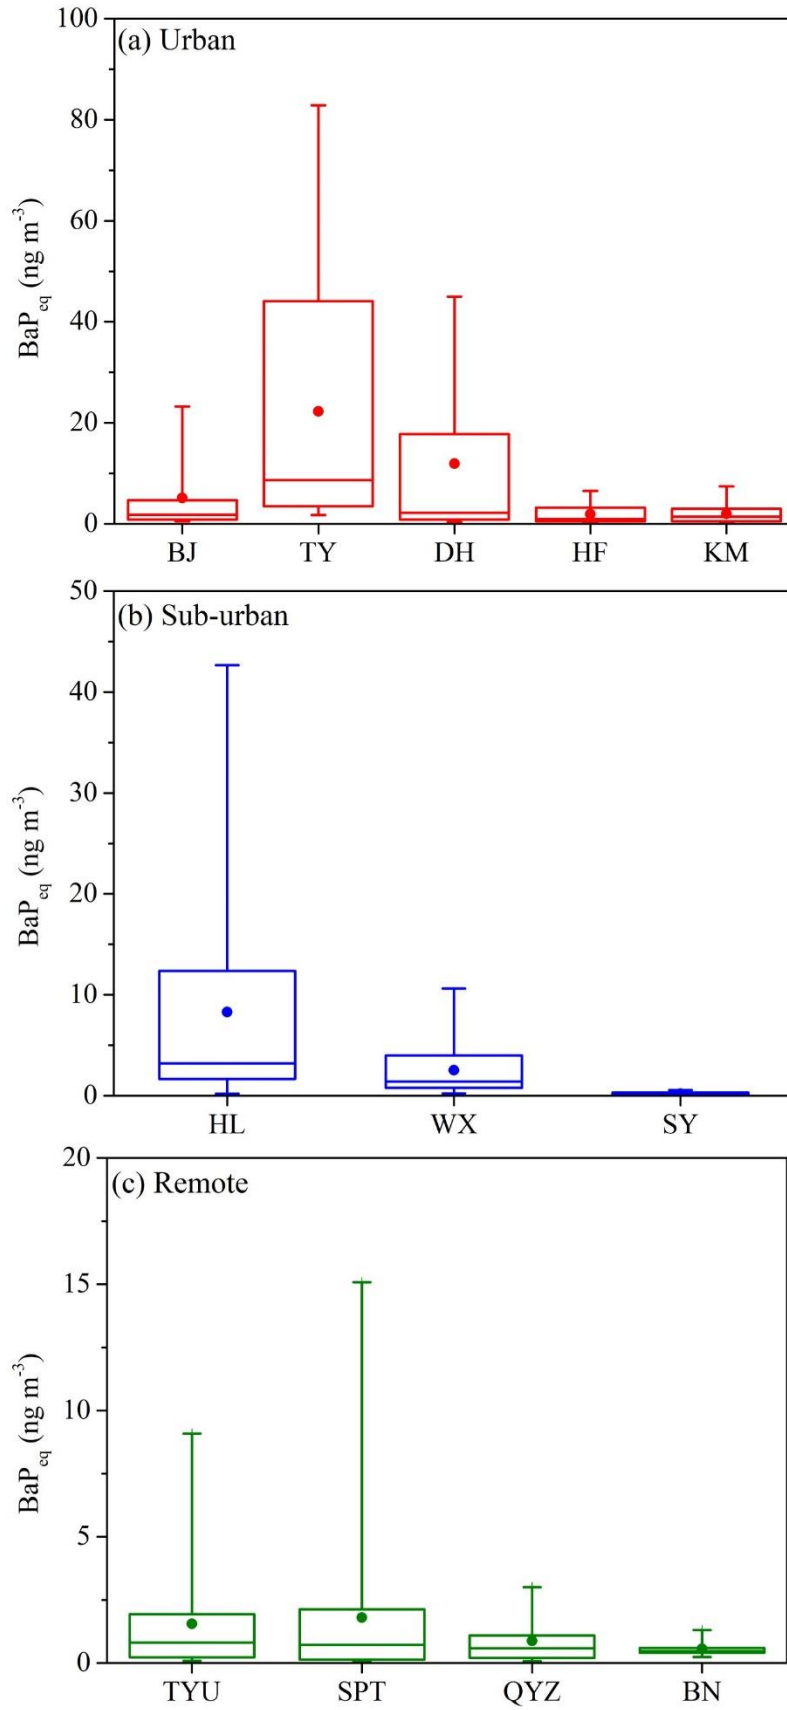 (a) Urban
BaPeq (ng m-3)
100
80
60
40
20
0
BJ TY DH HF KM
(b) Sub-urban
BaPeq (ng m-3)
50
40
30
20
10
0
HL WX SY
(c) Remote
BaPeq (ng m-3)
20
15
10
5
0
TYU SPT QYZ BN